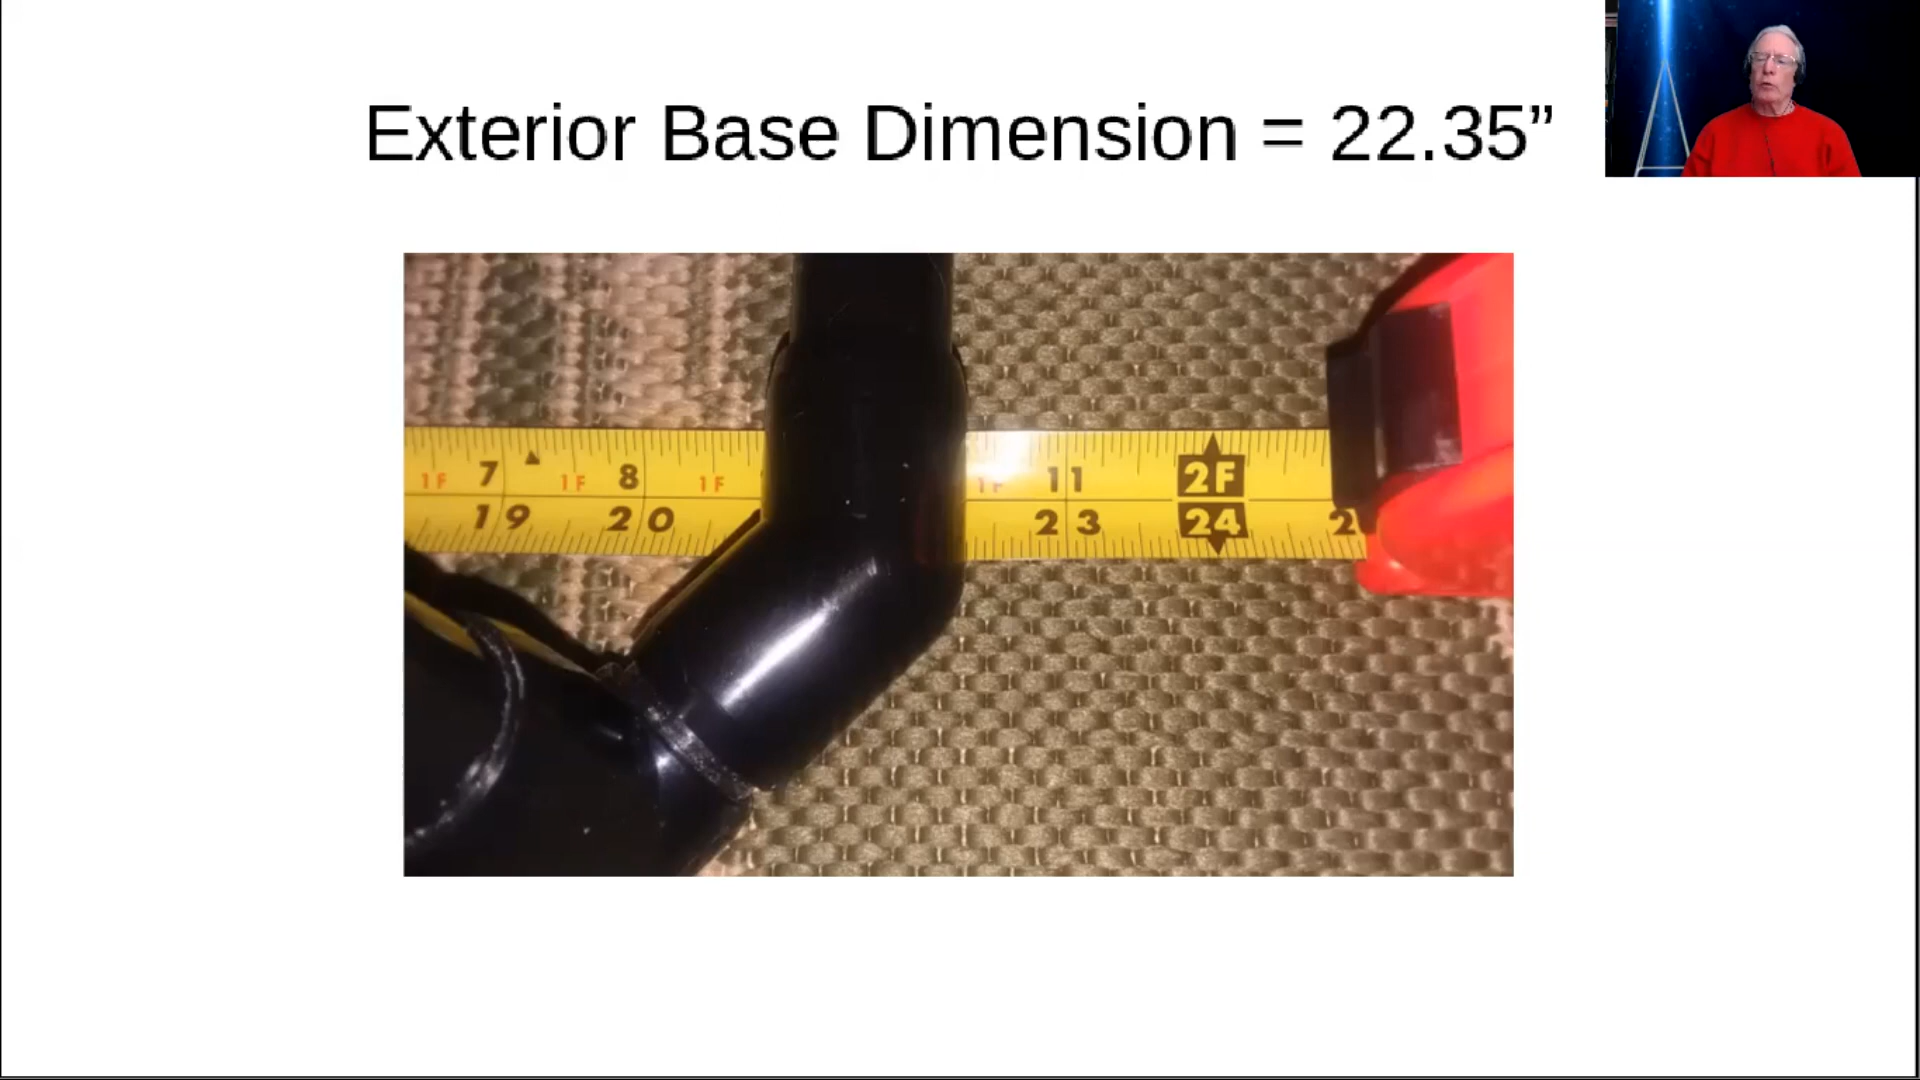 Exterior Base Dimension = 22.35”
1F 7 1F 8 1F 1F 11 2F
19 20 23 24 2